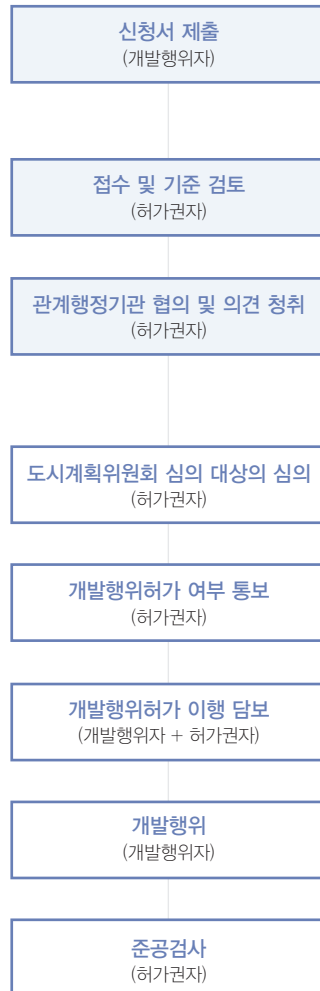 신청서 제출
(개발행위자)
접수 및 기준 검토
(허가권자)
관계행정기관 협의 및 의견 청취
(허가권자)
도시계획위원회 심의 대상의 심의
(허가권자)
개발행위허가 여부 통보
(허가권자)
개발행위허가 이행 담보
(개발행위자 + 허가권자)
개발행위
(개발행위자)
준공검사
(허가권자)